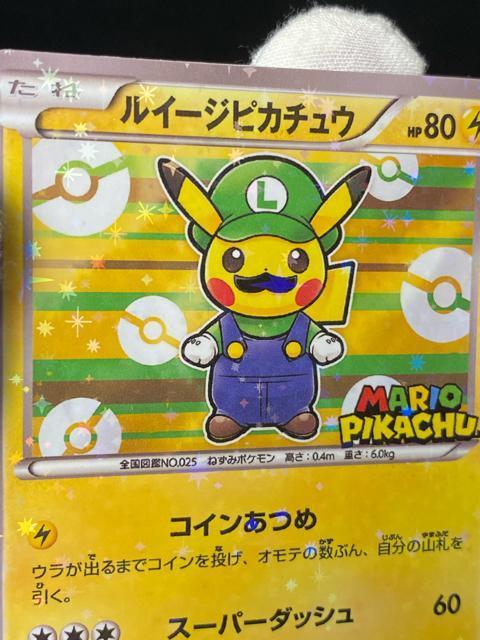 たね
ルイージピカチュウ
HP80
L
MARIO
PIKACHU
全国図鑑NO.025 ねずみポケモン 高さ：0.4m 重さ：6.0kg
コインあつめ
ウラが出るまでコインを投げ、オモテの数ぶん、自分の山札を
引く。
スーパーダッシュ 60